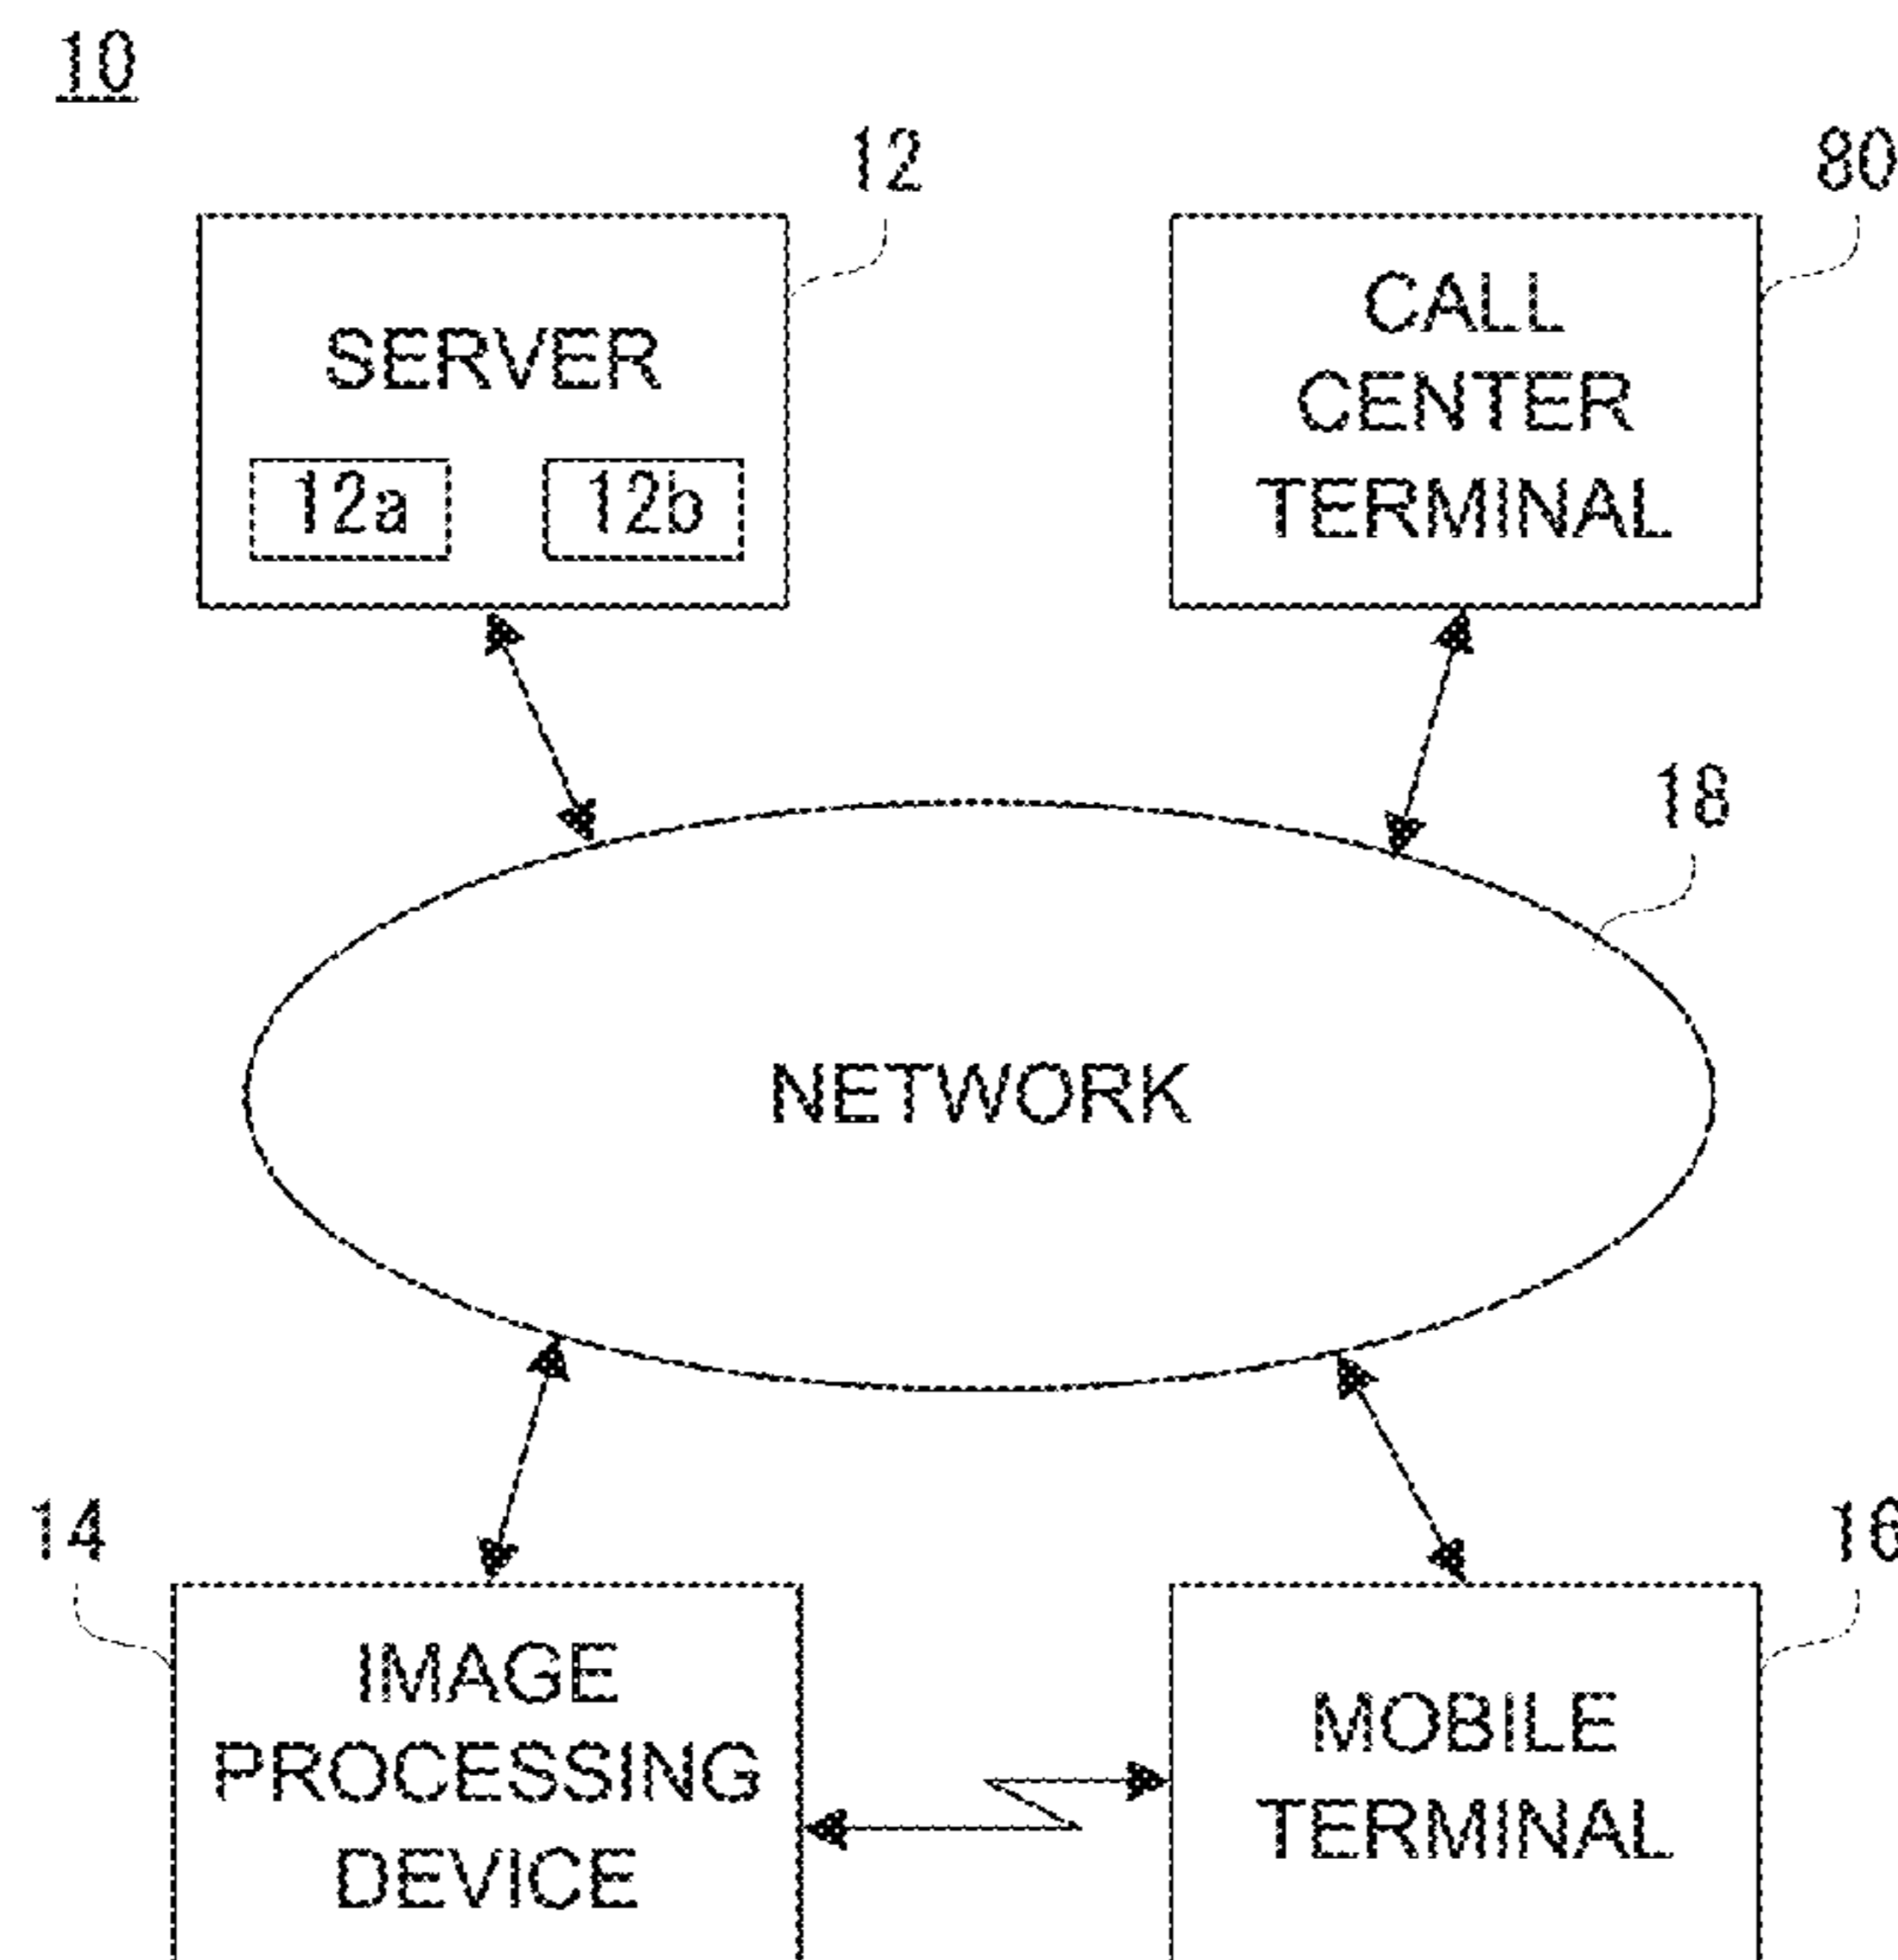 10
12
80
SERVER
12a 12b
CALL
CENTER
TERMINAL
18
NETWORK
14
16
IMAGE
PROCESSING
DEVICE
MOBILE
TERMINAL